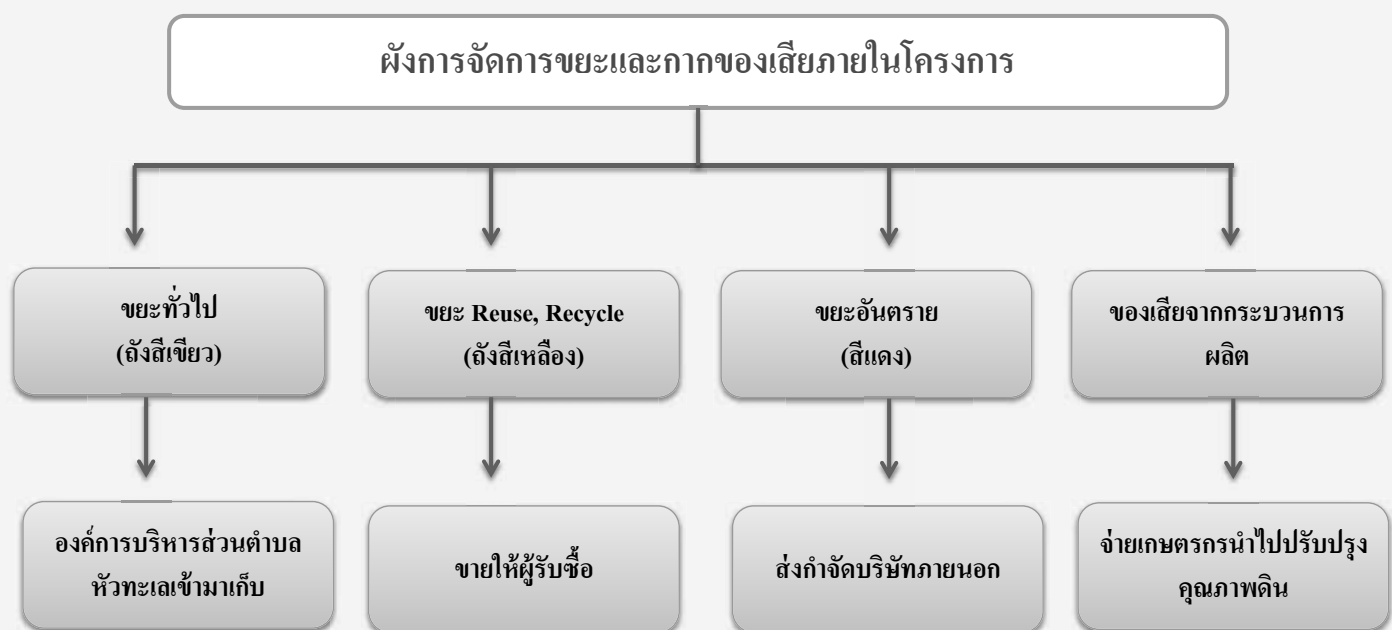 ผังการจัดการขยะและกากของเสียภายในโครงการ
ขยะทั่วไป
(ถังสีเขียว)
ขยะ Reuse, Recycle
(ถังสีเหลือง)
ขยะอันตราย
(สีแดง)
ของเสียจากกระบวนการ
ผลิต
องค์การบริหารส่วนตำบล
หัวทะเลเข้ามาเก็บ
ขายให้ผู้รับซื้อ
ส่งกำจัดบริษัทภายนอก
จ่ายเกษตรกรนำไปปรับปรุง
คุณภาพดิน